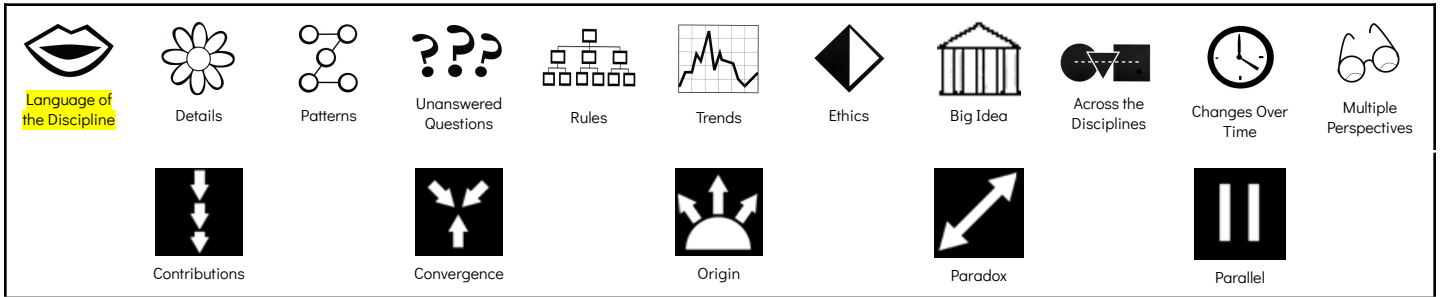 Language of
the Discipline
Details
Patterns
???
Unanswered
Questions
Rules
Trends
Ethics
Big Idea
Across the
Disciplines
Changes Over
Time
Multiple
Perspectives
Contributions
Convergence
Origin
Paradox
Parallel